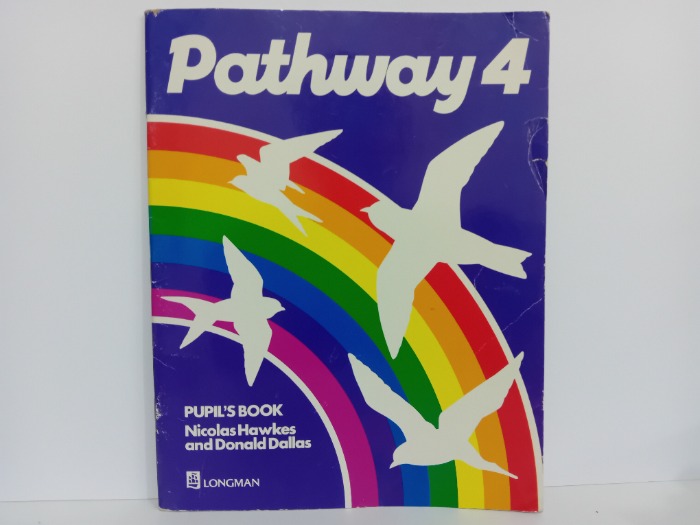 Pathway 4
PUPIL'S BOOK
Nicolas Hawkes
and Donald Dallas
LONGMAN